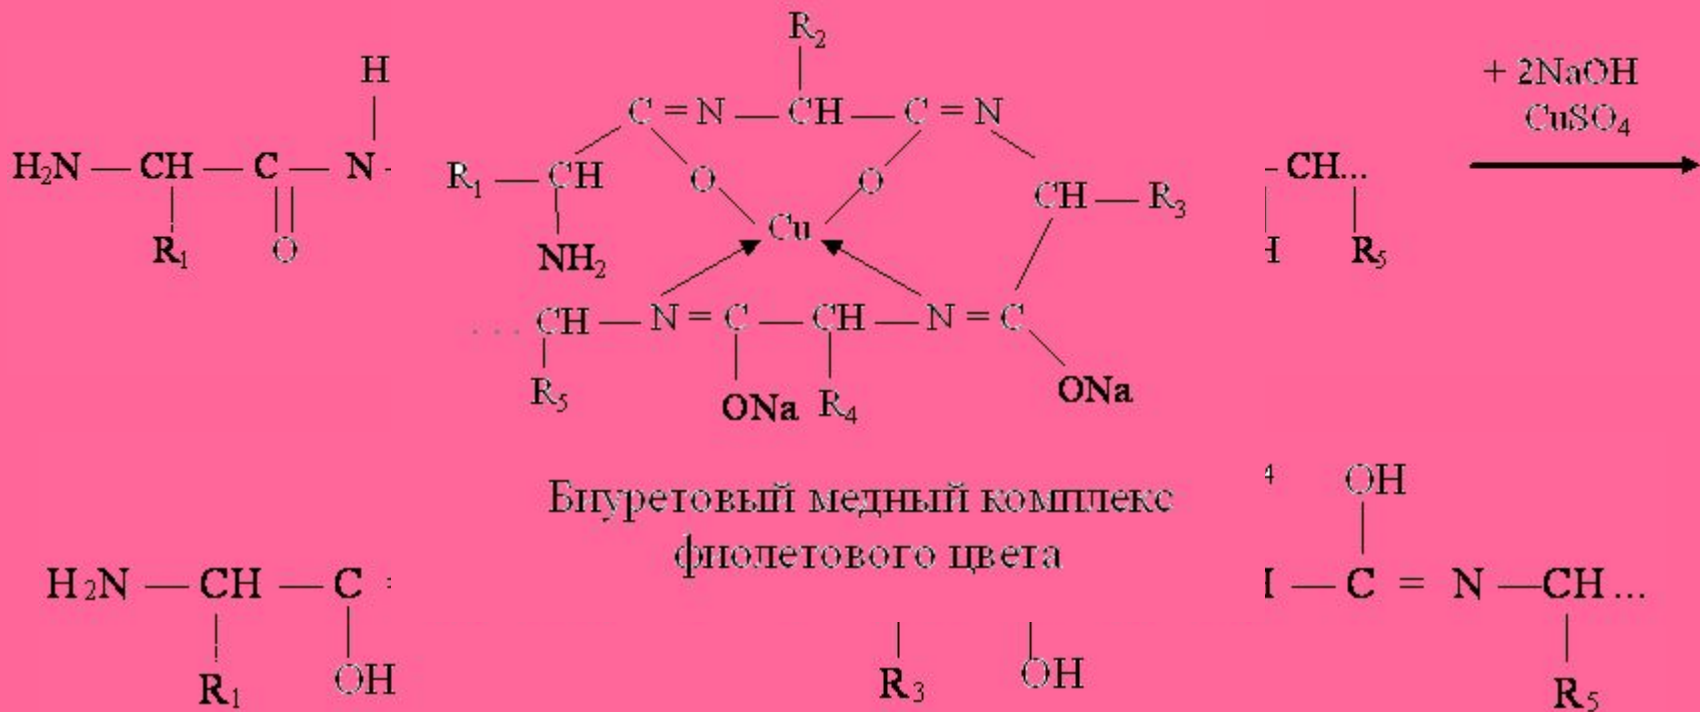 R₂
H
+ 2NaOH
C = N — CH — C = N
CuSO₄
H₂N — CH — C — N -
R₁ — CH
O
O
CH — R₃
– CH...
R₁
O
NH₂
Cu
R₅
... CH — N = C — CH — N = C
R₅
ONa
R₄
ONa
Биуретовый медный комплекс
фиолетового цвета
OH
H₂N — CH — C =
— C = N — CH ...
R₁
OH
R₃
OH
R₅